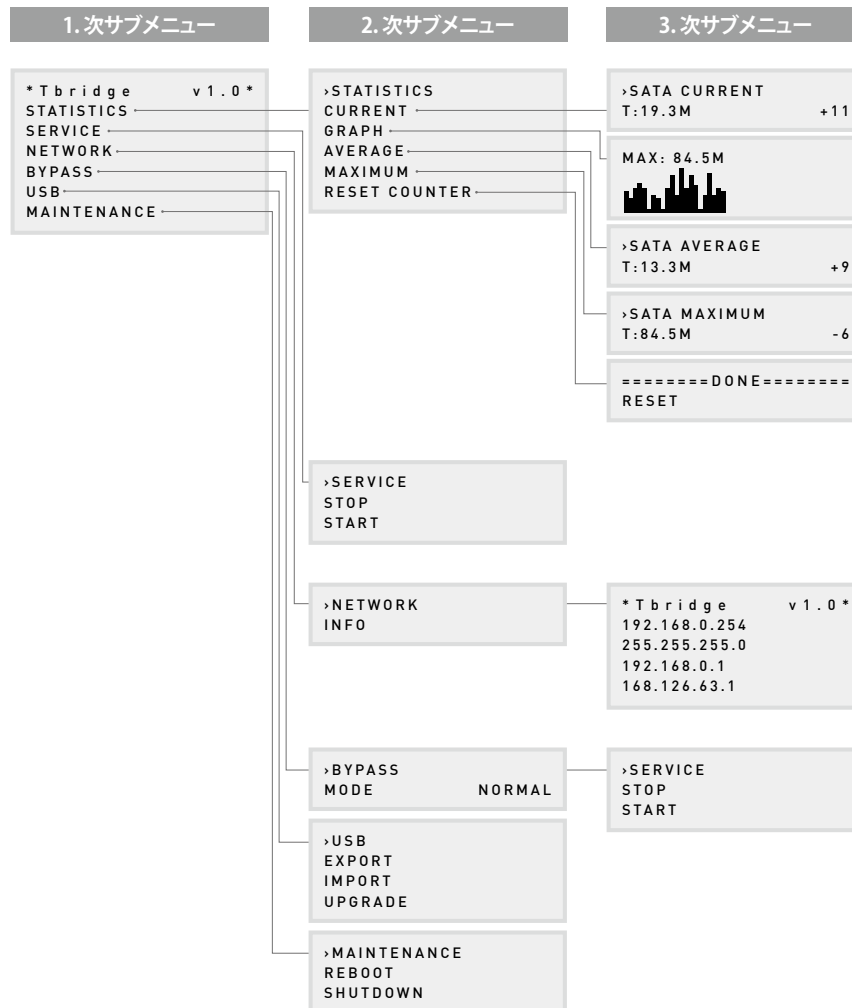 1. 次サブメニュー
2. 次サブメニュー
3. 次サブメニュー
*Tbridge v1.0*
STATISTICS
SERVICE
NETWORK
BYPASS
USB
MAINTENANCE
›STATISTICS
CURRENT
GRAPH
AVERAGE
MAXIMUM
RESET COUNTER
›SATA CURRENT
T:19.3M +11
MAX: 84.5M
›SATA AVERAGE
T:13.3M +9
›SATA MAXIMUM
T:84.5M -6
========DONE========
RESET
›SERVICE
STOP
START
›NETWORK
INFO
*Tbridge v1.0*
192.168.0.254
255.255.255.0
192.168.0.1
168.126.63.1
›BYPASS
MODE NORMAL
›SERVICE
STOP
START
›USB
EXPORT
IMPORT
UPGRADE
›MAINTENANCE
REBOOT
SHUTDOWN